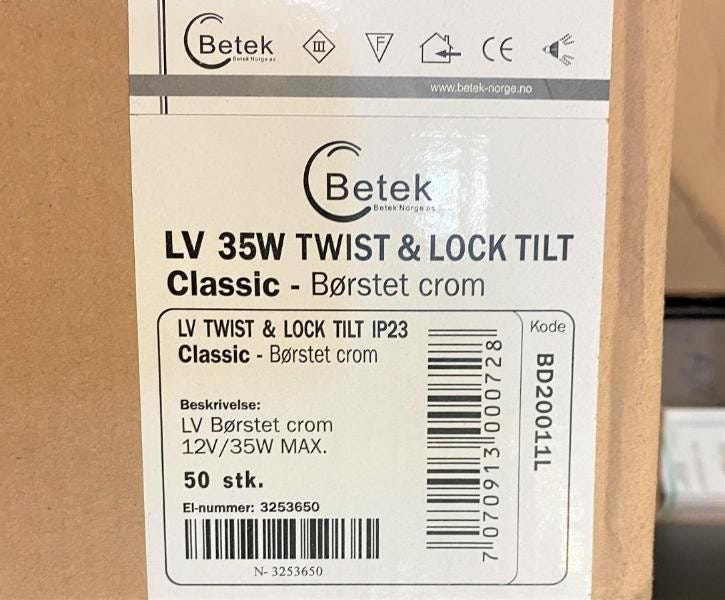 Betek
Betek Norge as
III
F
CE
www.betek-norge.no
Betek
Betek Norge as
LV 35W TWIST & LOCK TILT
Classic - Børstet crom
LV TWIST & LOCK TILT IP23
Classic - Børstet crom
Beskrivelse:
LV Børstet crom
12V/35W MAX.
50 stk.
El-nummer: 3253650
N- 3253650
7 070913 000728
Kode
BD20011L